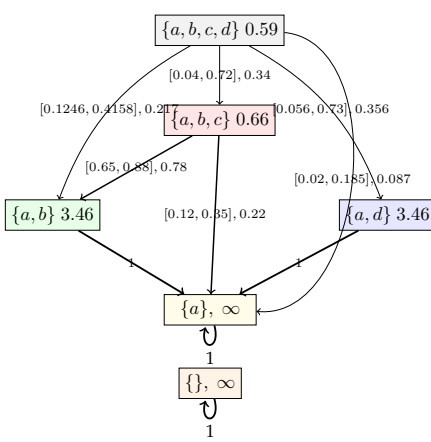 {a, b, c, d} 0.59
[0.04, 0.72], 0.34
[0.1246, 0.4158], 0.217
[0.056, 0.73], 0.356
{a, b, c} 0.66
[0.65, 0.88], 0.78
[0.02, 0.185], 0.087
{a, b} 3.46
[0.12, 0.35], 0.22
{a, d} 3.46
1
1
{a}, ∞
1
{}, ∞
1